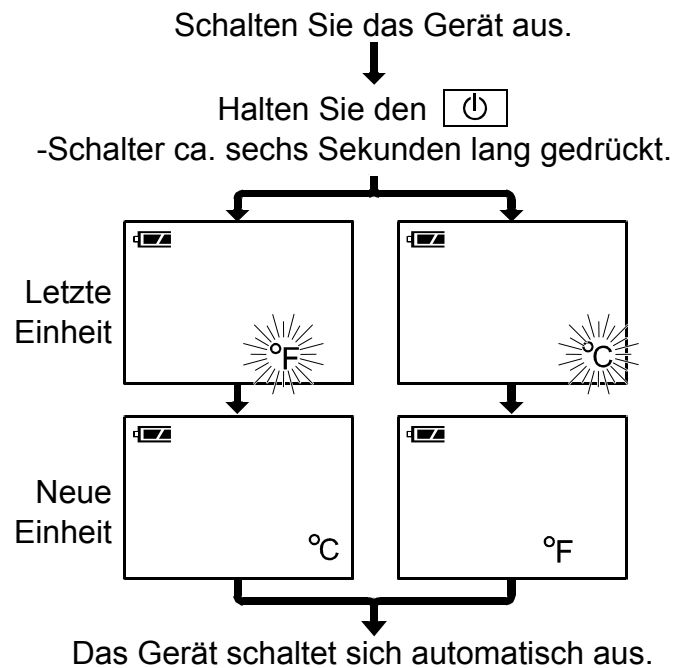 Schalten Sie das Gerät aus.
Halten Sie den
-Schalter ca. sechs Sekunden lang gedrückt.
Letzte
Einheit
°F
°C
Neue
Einheit
°C
°F
Das Gerät schaltet sich automatisch aus.